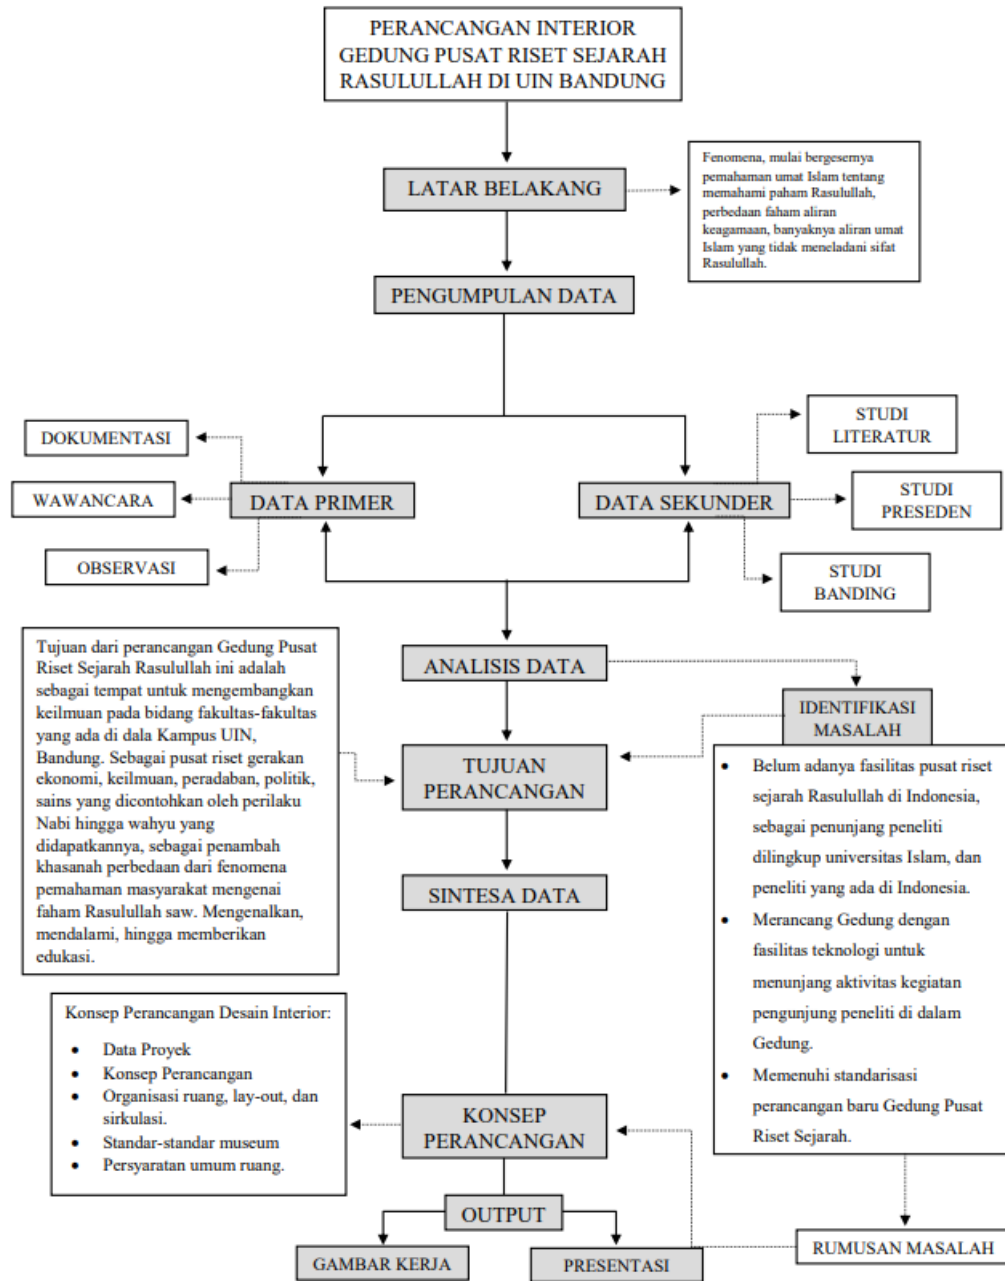 PERANCANGAN INTERIOR
GEDUNG PUSAT RISET SEJARAH
RASULULLAH DI UIN BANDUNG
LATAR BELAKANG
Fenomena, mulai bergesernya
pemahaman umat Islam tentang
memahami paham Rasulullah,
perbedaan faham aliran
keagamaan, banyaknya aliran umat
Islam yang tidak meneladani sifat
Rasulullah.
PENGUMPULAN DATA
DOKUMENTASI
WAWANCARA
OBSERVASI
DATA PRIMER
DATA SEKUNDER
STUDI
LITERATUR
STUDI
PRESEDEN
STUDI
BANDING
ANALISIS DATA
Tujuan dari perancangan Gedung Pusat
Riset Sejarah Rasulullah ini adalah
sebagai tempat untuk mengembangkan
keilmuan pada bidang fakultas-fakultas
yang ada di dala Kampus UIN,
Bandung. Sebagai pusat riset gerakan
ekonomi, keilmuan, peradaban, politik,
sains yang dicontohkan oleh perilaku
Nabi hingga wahyu yang
didapatkannya, sebagai penambah
khasanah perbedaan dari fenomena
pemahaman masyarakat mengenai
faham Rasulullah saw. Mengenalkan,
mendalami, hingga memberikan
edukasi.
TUJUAN
PERANCANGAN
IDENTIFIKASI
MASALAH
• Belum adanya fasilitas pusat riset
sejarah Rasulullah di Indonesia,
sebagai penunjang peneliti
dilingkup universitas Islam, dan
peneliti yang ada di Indonesia.
• Merancang Gedung dengan
fasilitas teknologi untuk
menunjang aktivitas kegiatan
pengunjung peneliti di dalam
Gedung.
• Memenuhi standarisasi
perancangan baru Gedung Pusat
Riset Sejarah.
SINTESA DATA
Konsep Perancangan Desain Interior:
• Data Proyek
• Konsep Perancangan
• Organisasi ruang, lay-out, dan
sirkulasi.
• Standar-standar museum
• Persyaratan umum ruang.
KONSEP
PERANCANGAN
OUTPUT
GAMBAR KERJA
PRESENTASI
RUMUSAN MASALAH